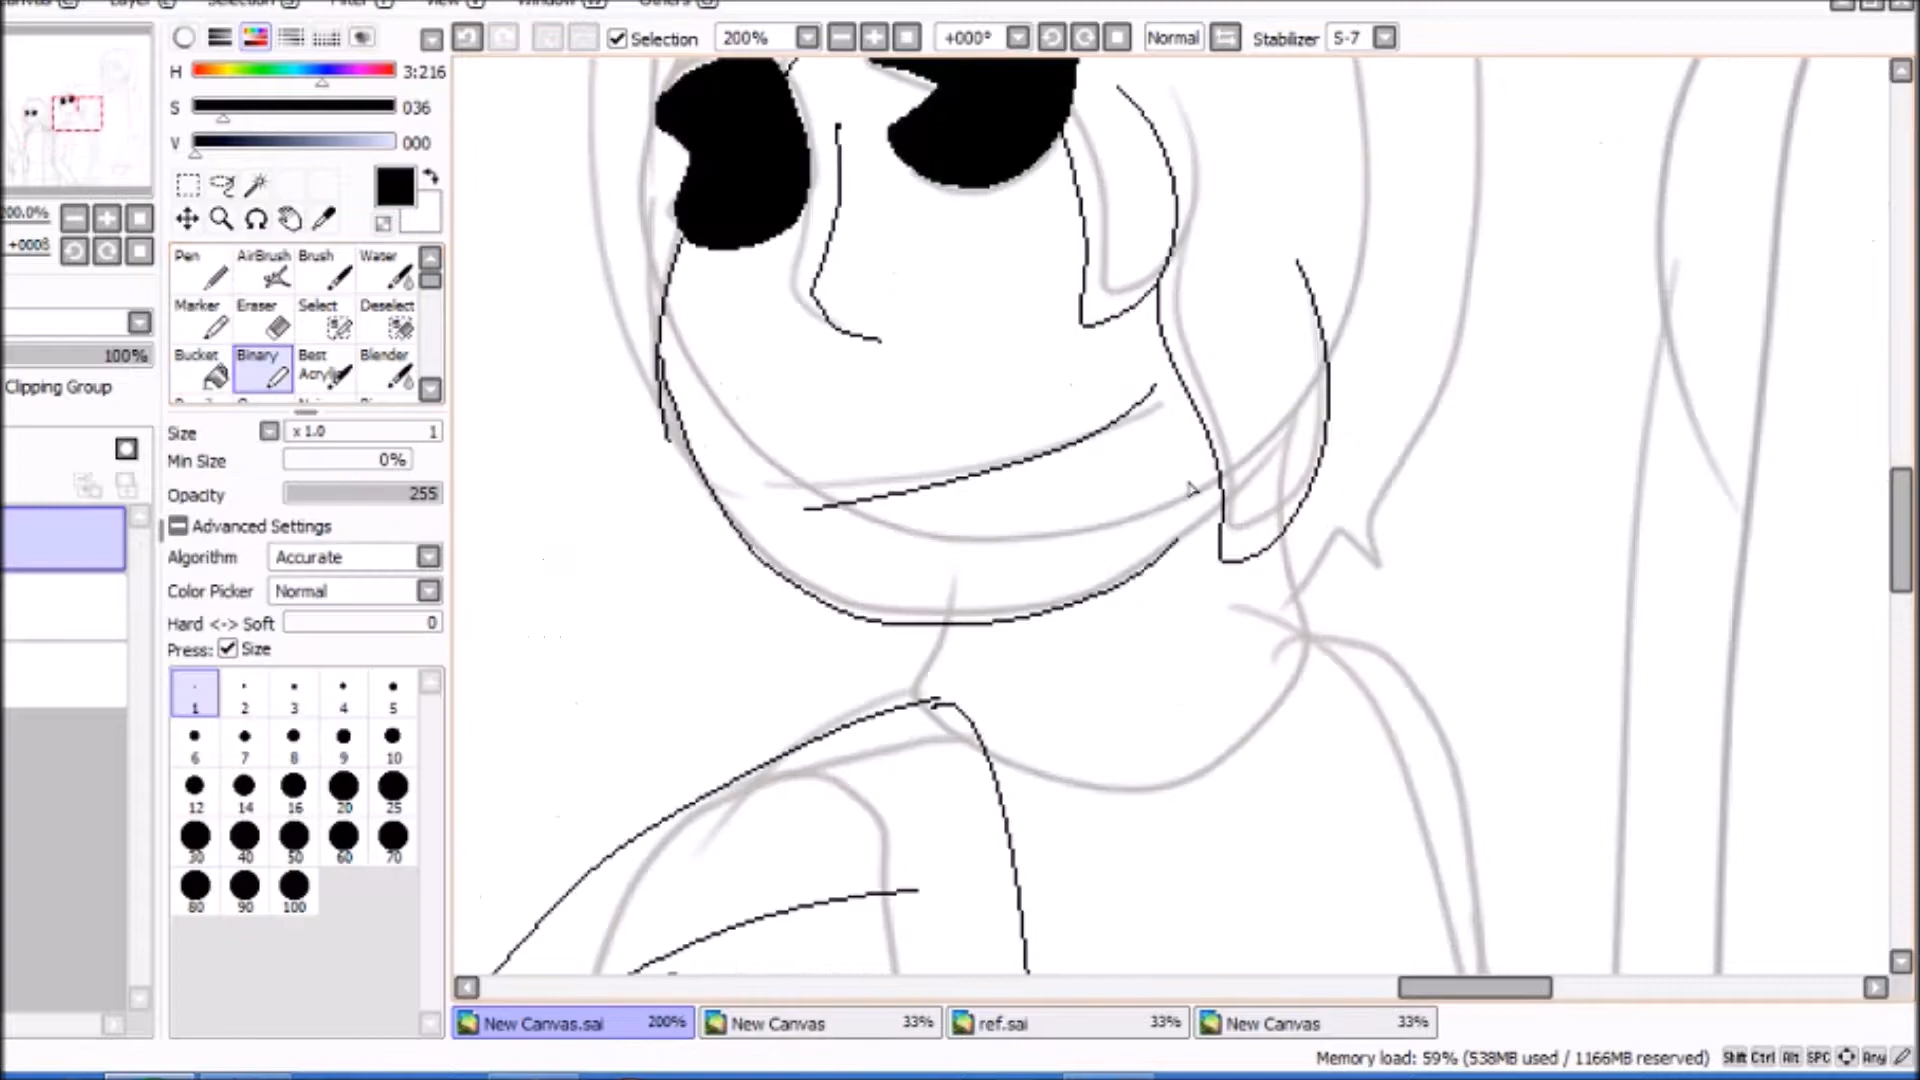 Selection
200%
+000°
Normal
Stabilizer
S-7
H
3:216
S
036
V
000
200.0%
Pen
AirBrush
Brush
Water
Marker
Eraser
Select
Deselect
Bucket
Binary
Best
Blender
100%
Clipping Group
Size
x 1.0
1
Min Size
0%
Opacity
255
Advanced Settings
Algorithm
Accurate
Color Picker
Normal
Hard <-> Soft
0
Press:
Size
1 2 3 4 5
6 7 8 9 10
12 14 16 20 25
30 40 50 60 70
80 90 100
New Canvas.sai 200%
New Canvas 33%
ref.sai 33%
New Canvas 33%
Memory load: 59% (538MB used / 1166MB reserved)
Shift Ctrl Alt SPC Any